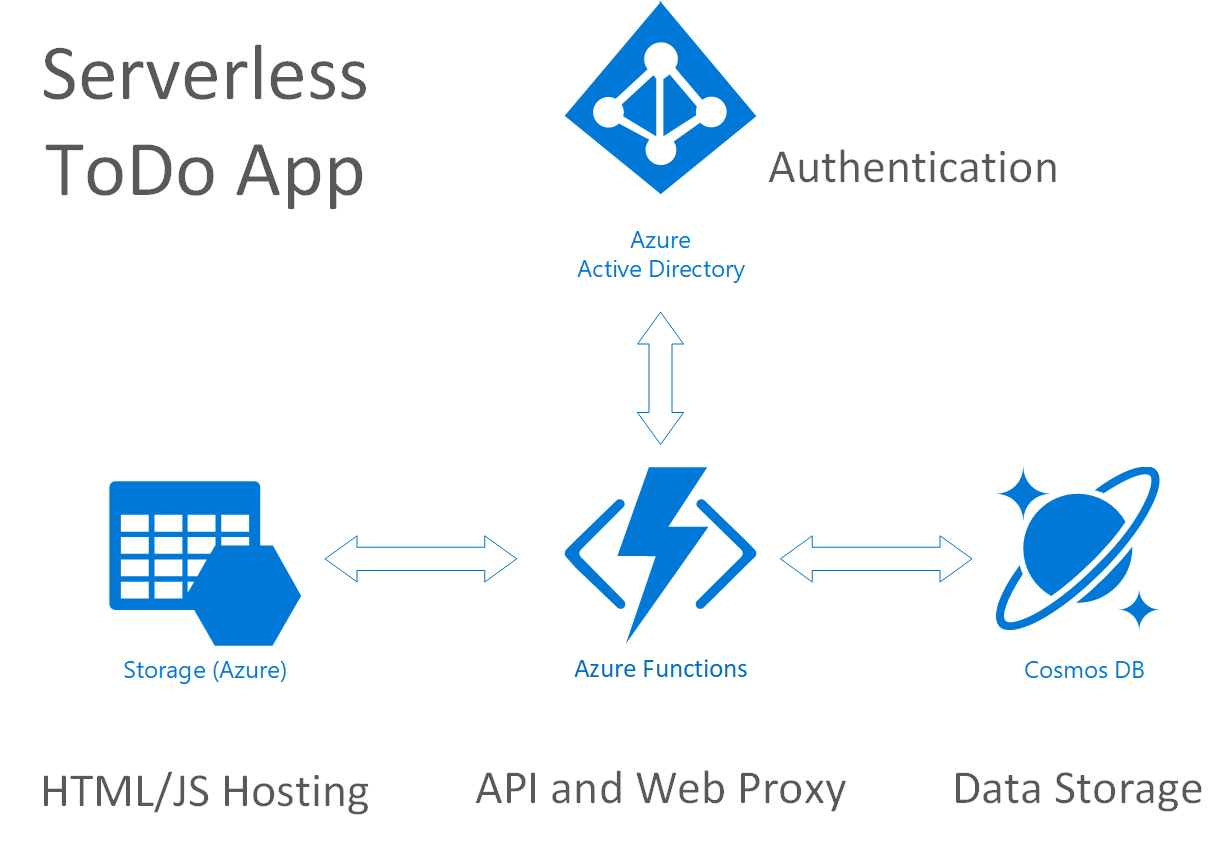 Serverless
ToDo App
Authentication
Azure
Active Directory
Storage (Azure)
Azure Functions
Cosmos DB
HTML/JS Hosting
API and Web Proxy
Data Storage